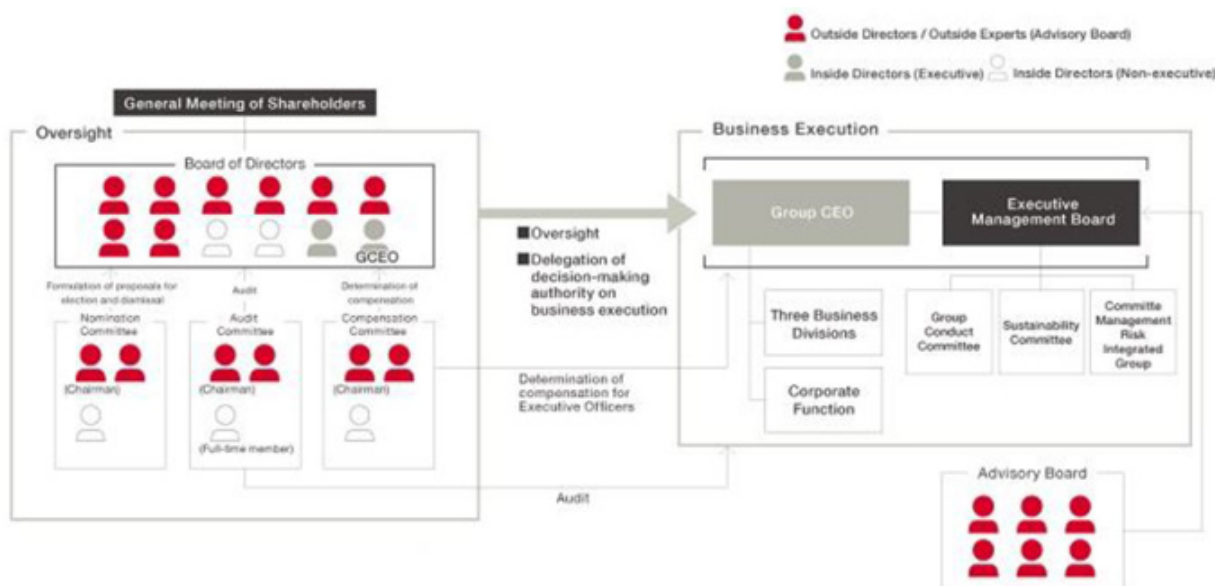 Outside Directors / Outside Experts (Advisory Board)
Inside Directors (Executive)
Inside Directors (Non-executive)
General Meeting of Shareholders
Oversight
Board of Directors
GCEO
Formulation of proposals for
election and dismissal
Audit
Determination of
compensation
Nomination
Committee
(Chairman)
Audit
Committee
(Chairman)
(Full-time member)
Compensation
Committee
(Chairman)
■Oversight
■Delegation of
decision-making
authority on
business execution
Determination of
compensation for
Executive Officers
Audit
Business Execution
Group CEO
Executive
Management Board
Three Business
Divisions
Corporate
Function
Group
Conduct
Committee
Sustainability
Committee
Committe
Management
Risk
Integrated
Group
Advisory Board